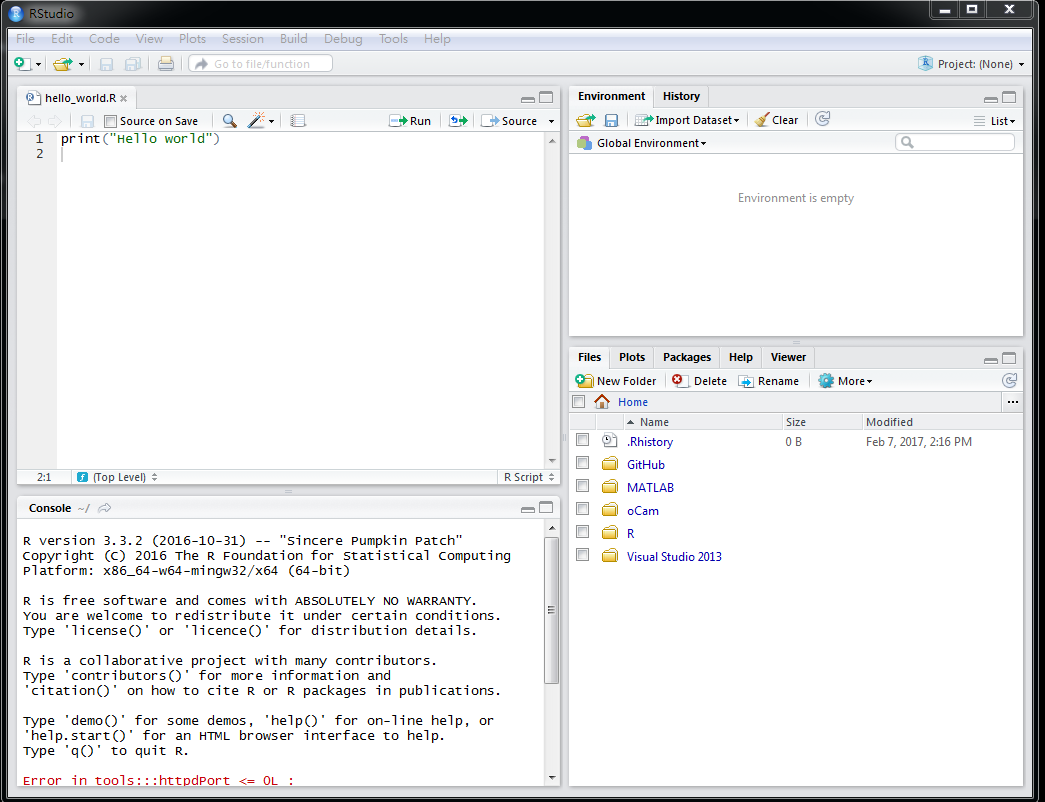 RStudio
File Edit Code View Plots Session Build Debug Tools Help
Go to file/function
Project: (None)
hello_world.R
Source on Save
Run
Source
1 print("Hello world")
2
2:1
(Top Level)
R Script
Console ~/
R version 3.3.2 (2016-10-31) -- "Sincere Pumpkin Patch"
Copyright (C) 2016 The R Foundation for Statistical Computing
Platform: x86_64-w64-mingw32/x64 (64-bit)
R is free software and comes with ABSOLUTELY NO WARRANTY.
You are welcome to redistribute it under certain conditions.
Type 'license()' or 'licence()' for distribution details.
R is a collaborative project with many contributors.
Type 'contributors()' for more information and
'citation()' on how to cite R or R packages in publications.
Type 'demo()' for some demos, 'help()' for on-line help, or
'help.start()' for an HTML browser interface to help.
Type 'q()' to quit R.
Error in tools:::httpdPort <= 0L :
Environment History
Import Dataset Clear List
Global Environment
Environment is empty
Files Plots Packages Help Viewer
New Folder Delete Rename More
Home ...
Name Size Modified
.Rhistory 0 B Feb 7, 2017, 2:16 PM
GitHub
MATLAB
oCam
R
Visual Studio 2013